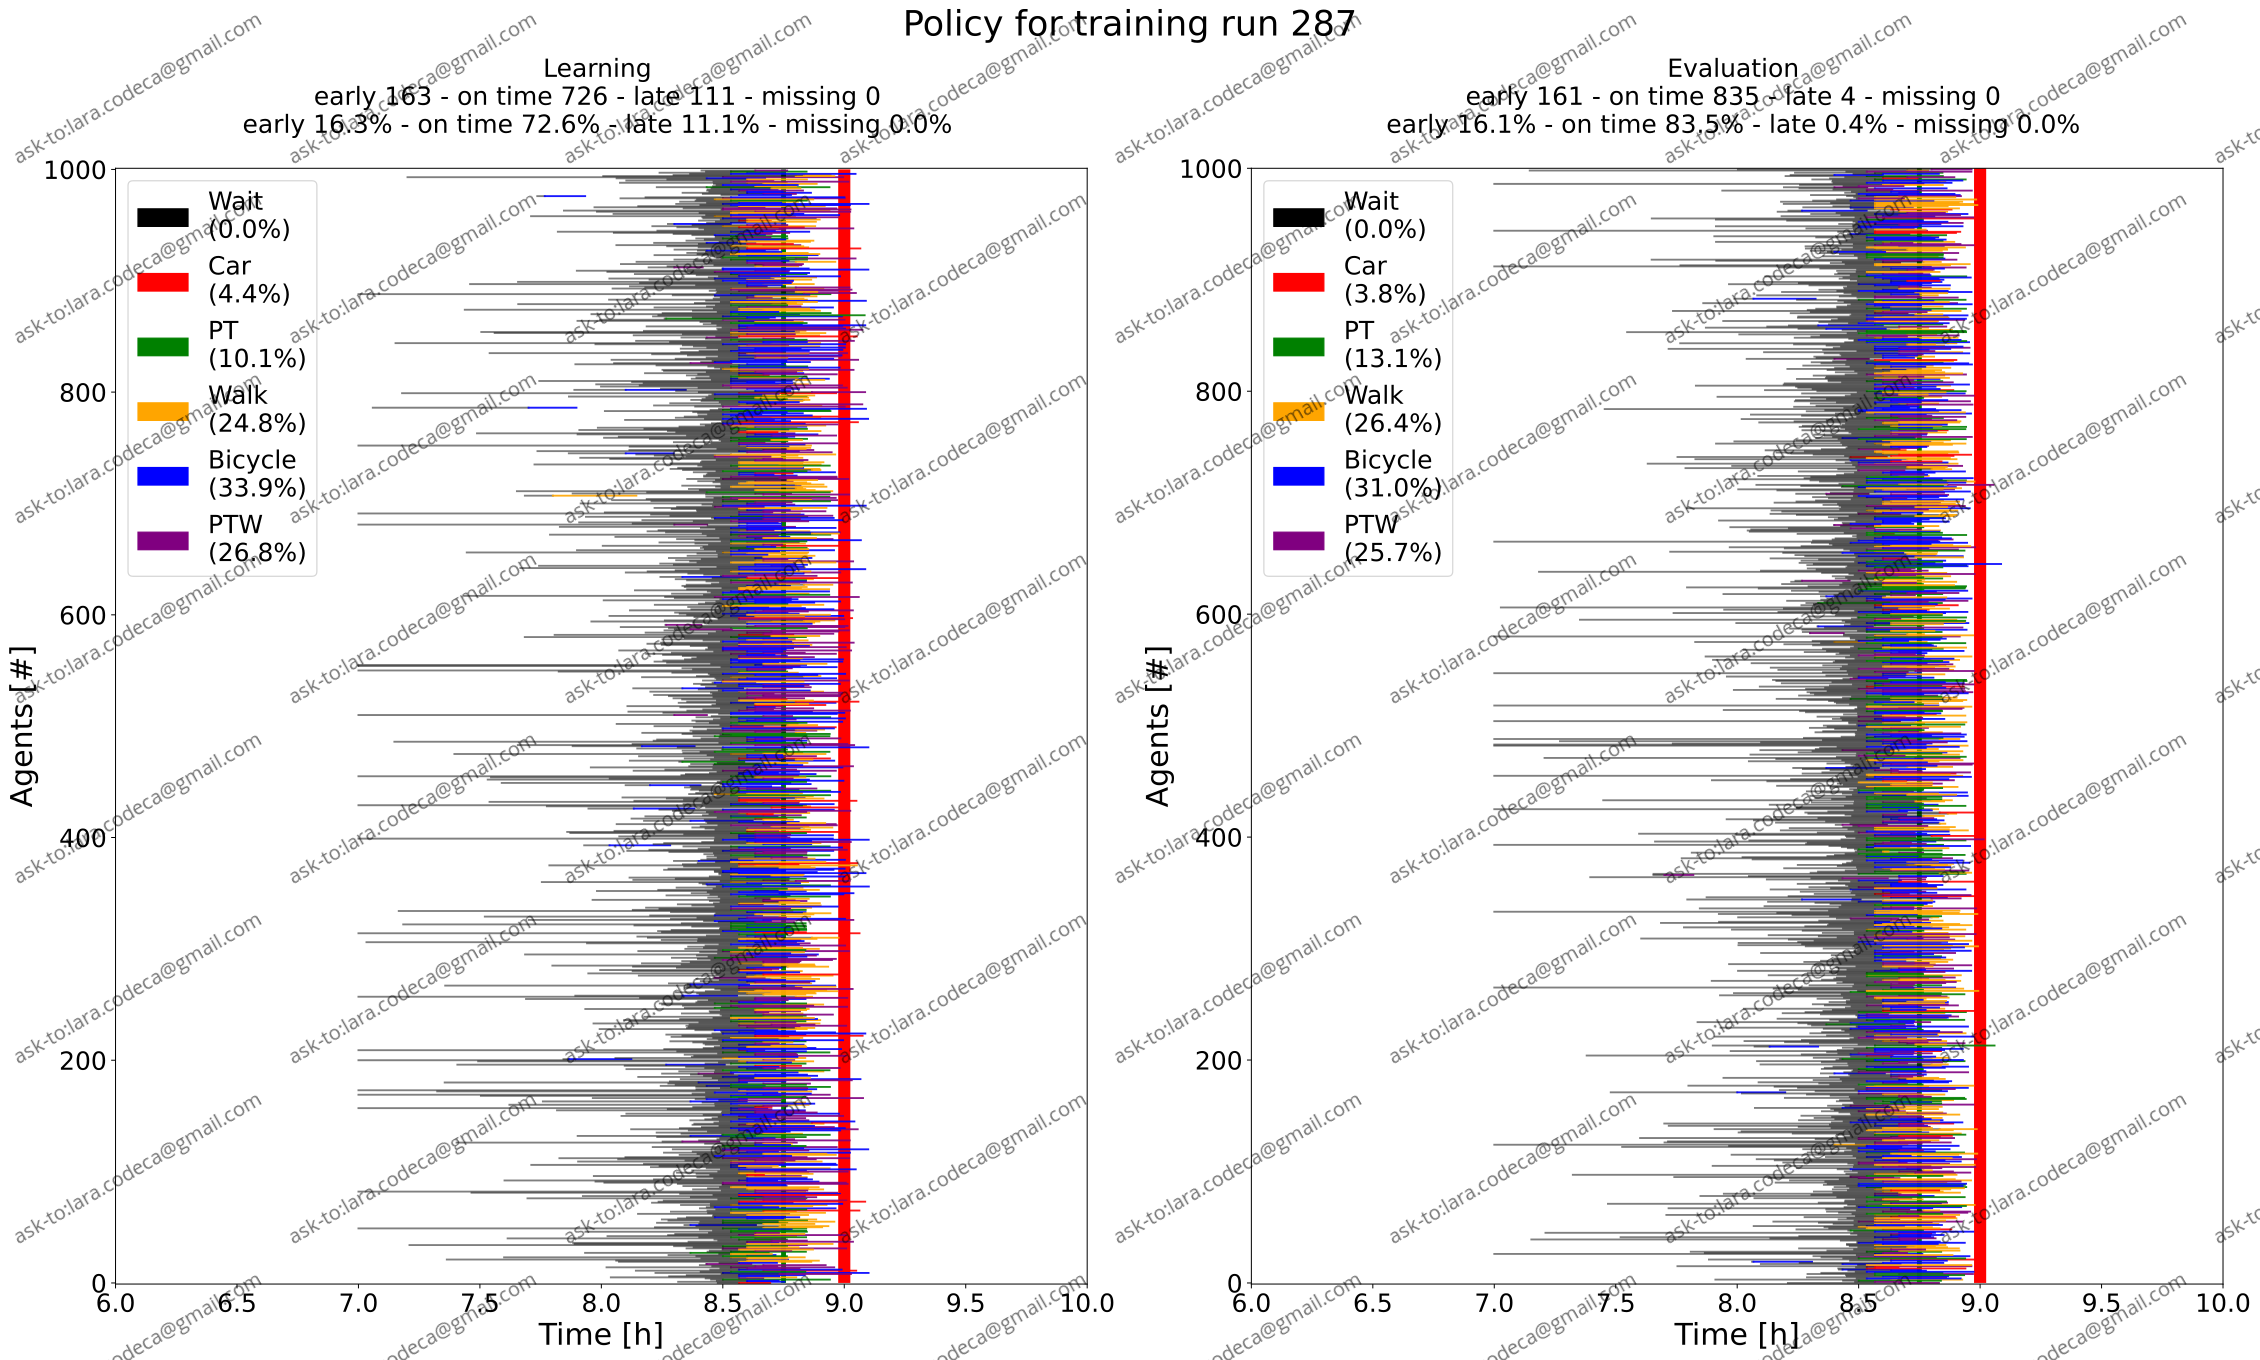 Policy for training run 287
Learning
early 163 - on time 726 - late 111 - missing 0
early 16.3% - on time 72.6% - late 11.1% - missing 0.0%
Wait
(0.0%)
Car
(4.4%)
PT
(10.1%)
Walk
(24.8%)
Bicycle
(33.9%)
PTW
(26.8%)
1000
800
600
400
200
0
Agents [#]
6.0 6.5 7.0 7.5 8.0 8.5 9.0 9.5 10.0
Time [h]
Evaluation
early 161 - on time 835 - late 4 - missing 0
early 16.1% - on time 83.5% - late 0.4% - missing 0.0%
Wait
(0.0%)
Car
(3.8%)
PT
(13.1%)
Walk
(26.4%)
Bicycle
(31.0%)
PTW
(25.7%)
1000
800
600
400
200
0
Agents [#]
6.0 6.5 7.0 7.5 8.0 8.5 9.0 9.5 10.0
Time [h]
ask-to:lara.codeca@gmail.com